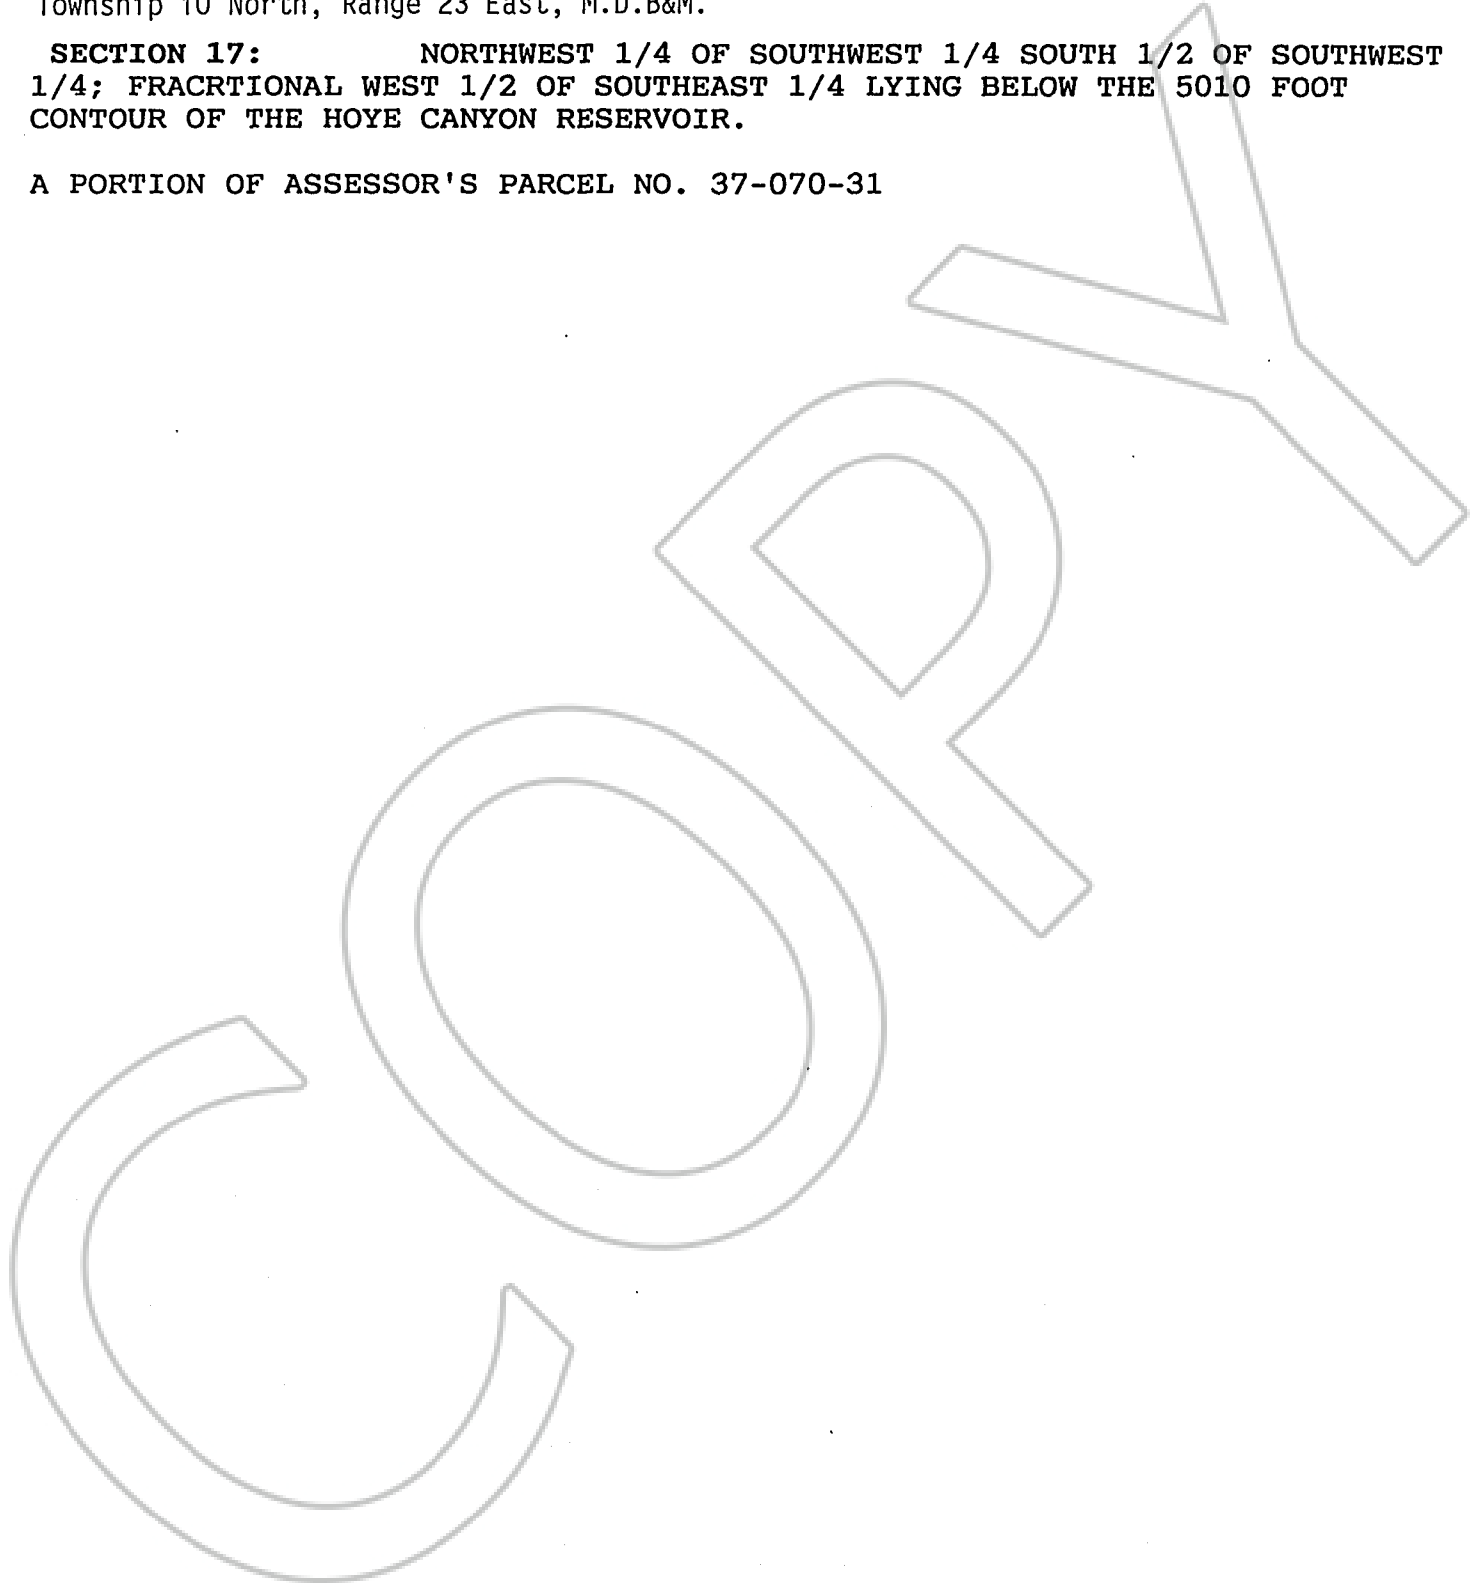 Township 10 North, Range 23 East, M.D.B&M.
SECTION 17: NORTHWEST 1/4 OF SOUTHWEST 1/4 SOUTH 1/2 OF SOUTHWEST
1/4; FRACRTIONAL WEST 1/2 OF SOUTHEAST 1/4 LYING BELOW THE 5010 FOOT
CONTOUR OF THE HOYE CANYON RESERVOIR.
A PORTION OF ASSESSOR'S PARCEL NO. 37-070-31
COPY